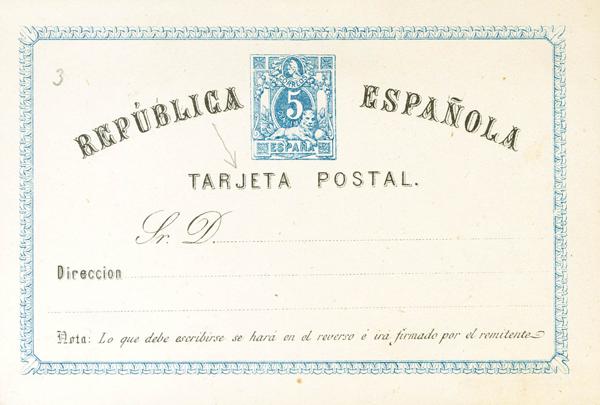 3
REPÚBLICA ESPAÑOLA
5
ESPAÑA
TARJETA POSTAL.
Sr. D.
Direccion
Nota: Lo que debe escribirse se hará en el reverso é irá firmado por el remitente